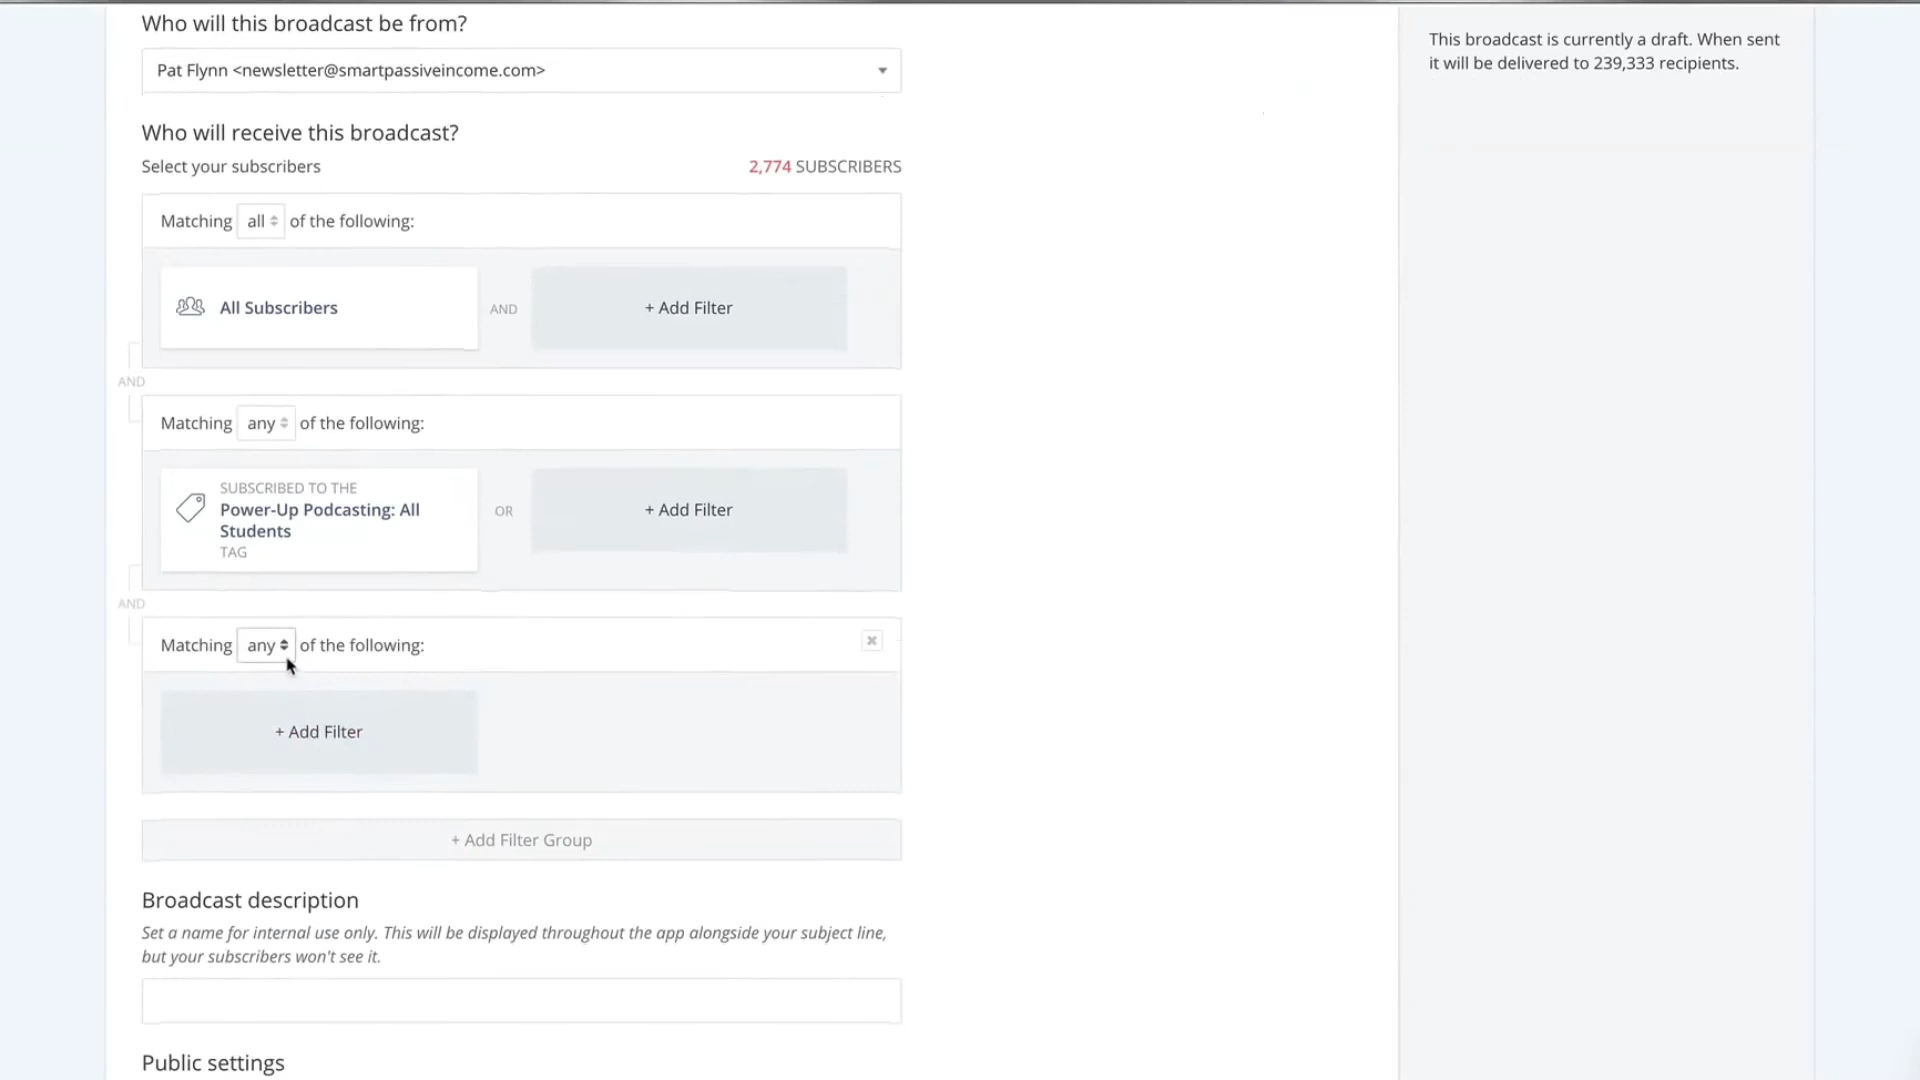 Who will this broadcast be from?
Pat Flynn <newsletter@smartpassiveincome.com>
This broadcast is currently a draft. When sent
it will be delivered to 239,333 recipients.
Who will receive this broadcast?
Select your subscribers
2,774 SUBSCRIBERS
Matching all of the following:
All Subscribers
AND
+ Add Filter
AND
Matching any of the following:
SUBSCRIBED TO THE
Power-Up Podcasting: All
Students
TAG
OR
+ Add Filter
AND
Matching any of the following:
+ Add Filter
+ Add Filter Group
Broadcast description
Set a name for internal use only. This will be displayed throughout the app alongside your subject line,
but your subscribers won't see it.
Public settings